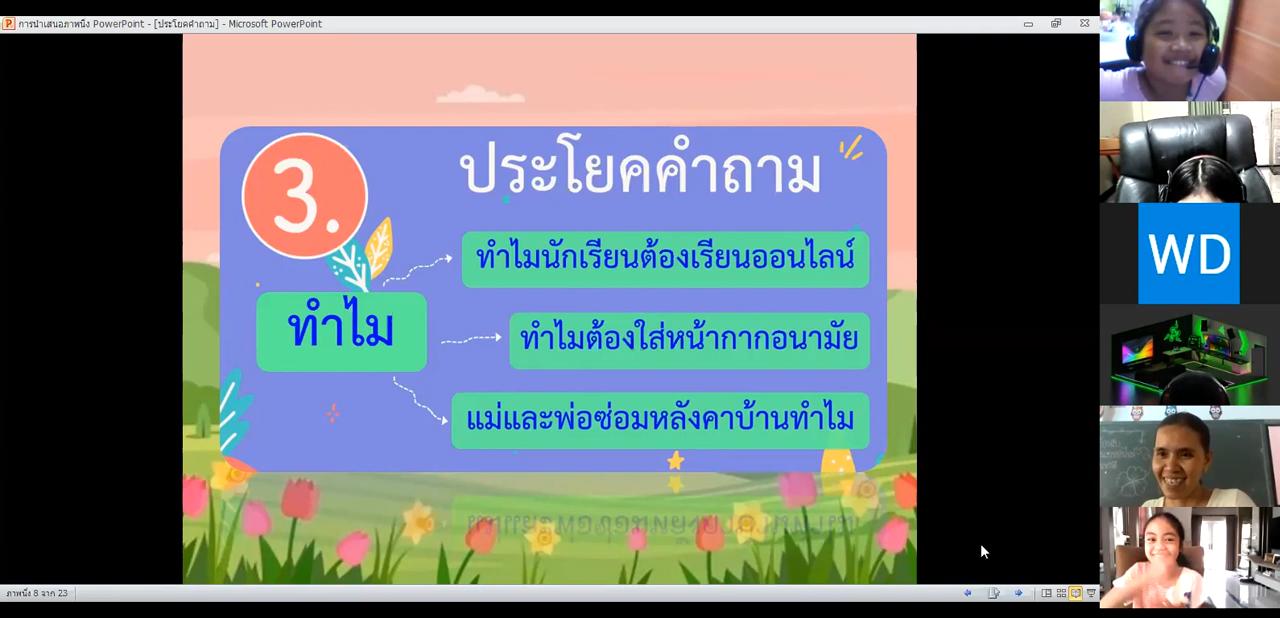 การนำเสนอภาพนิ่ง PowerPoint - [ประโยคคำถาม] - Microsoft PowerPoint
3.
ประโยคคำถาม
ทำไม
ทำไมนักเรียนต้องเรียนออนไลน์
ทำไมต้องใส่หน้ากากอนามัย
แม่และพ่อซ่อมหลังคาบ้านทำไม
WD
ภาพนิ่ง 8 จาก 23